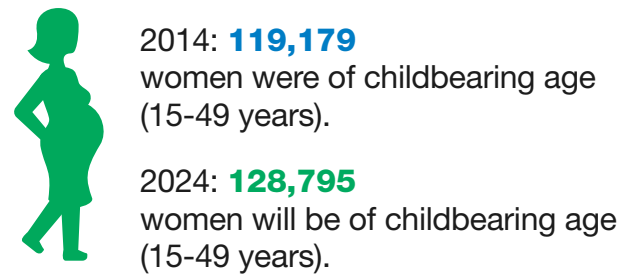 2014: 119,179
women were of childbearing age
(15-49 years).
2024: 128,795
women will be of childbearing age
(15-49 years).